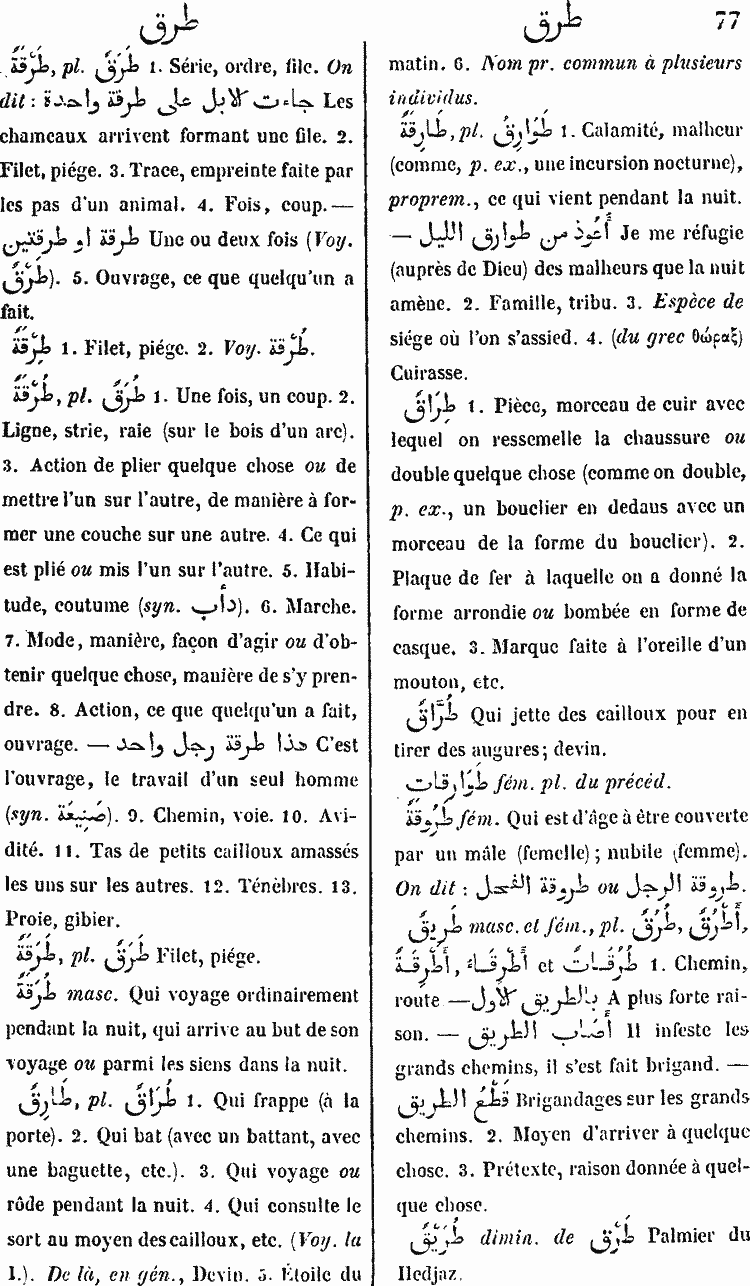 طرق
طرق 77
طَرْقَةٌ, pl. طَرَقٌ 1. Série, ordre, file. On
dit : جاءت كلابل على طرقة واحدة Les
chameaux arrivent formant une file. 2.
Filet, piége. 3. Trace, empreinte faite par
les pas d'un animal. 4. Fois, coup. —
طرقة او طرقتين Une ou deux fois (Voy.
طَرْقٌ). 5. Ouvrage, ce que quelqu'un a
fait.
طِرْقَةٌ 1. Filet, piége. 2. Voy. طُرْقَة.
طُرْقَةٌ, pl. طُرَقٌ 1. Une fois, un coup. 2.
Ligne, strie, raie (sur le bois d'un arc).
3. Action de plier quelque chose ou de
mettre l'un sur l'autre, de manière à for-
mer une couche sur une autre. 4. Ce qui
est plié ou mis l'un sur l'autre. 5. Habi-
tude, coutume (syn. دأب). 6. Marche.
7. Mode, manière, façon d'agir ou d'ob-
tenir quelque chose, manière de s'y pren-
dre. 8. Action, ce que quelqu'un a fait,
ouvrage. — هذا طرقة رجل واحد C'est
l'ouvrage, le travail d'un seul homme
(syn. صَنِيعَة). 9. Chemin, voie. 10. Avi-
dité. 11. Tas de petits cailloux amassés
les uns sur les autres. 12. Ténèbres. 13.
Proie, gibier.
طَرَقَةٌ, pl. طَرَقٌ Filet, piége.
طُرَقَةٌ masc. Qui voyage ordinairement
pendant la nuit, qui arrive au but de son
voyage ou parmi les siens dans la nuit.
طَارِقٌ, pl. طُرَّاقٌ 1. Qui frappe (à la
porte). 2. Qui bat (avec un battant, avec
une baguette, etc.). 3. Qui voyage ou
rôde pendant la nuit. 4. Qui consulte le
sort au moyen des cailloux, etc. (Voy. la
I.). De là, en gén., Devin. 5. Étoile du
matin. 6. Nom pr. commun à plusieurs
individus.
طَارِقَةٌ, pl. طَوَارِقُ 1. Calamité, malheur
(comme, p. ex., une incursion nocturne),
proprem., ce qui vient pendant la nuit.
— أَعُوذ من طوارق الليل Je me réfugie
(auprès de Dieu) des malheurs que la nuit
amène. 2. Famille, tribu. 3. Espèce de
siége où l'on s'assied. 4. (du grec θώραξ)
Cuirasse.
طِرَاقٌ 1. Pièce, morceau de cuir avec
lequel on ressemelle la chaussure ou
double quelque chose (comme on double,
p. ex., un bouclier en dedans avec un
morceau de la forme du bouclier). 2.
Plaque de fer à laquelle on a donné la
forme arrondie ou bombée en forme de
casque. 3. Marque faite à l'oreille d'un
mouton, etc.
طُرَّاقٌ Qui jette des cailloux pour en
tirer des augures; devin.
طَوَارِقات fém. pl. du précéd.
طَرُوقَةٌ fém. Qui est d'âge à être couverte
par un mâle (femelle); nubile (femme).
On dit : طروقة الفحل ou طروقة الرجل.
طَرِيقٌ masc. et fém., pl. طُرُقٌ, أَطْرُقٌ,
أَطْرِقَةٌ, أَطْرِقَاءُ et طُرُقَاتٌ 1. Chemin,
route — بالطريق كلاول A plus forte rai-
son. — أَصَاب الطريق Il infeste les
grands chemins, il s'est fait brigand. —
قَطْعُ الطريق Brigandages sur les grands
chemins. 2. Moyen d'arriver à quelque
chose. 3. Prétexte, raison donnée à quel-
que chose.
طُرَيْقٌ dimin. de طَرْق Palmier du
Hedjaz.